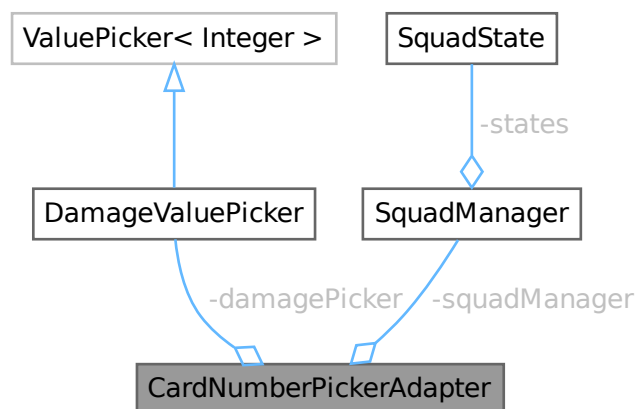 ValuePicker< Integer >
SquadState
-states
DamageValuePicker
SquadManager
-damagePicker
-squadManager
CardNumberPickerAdapter